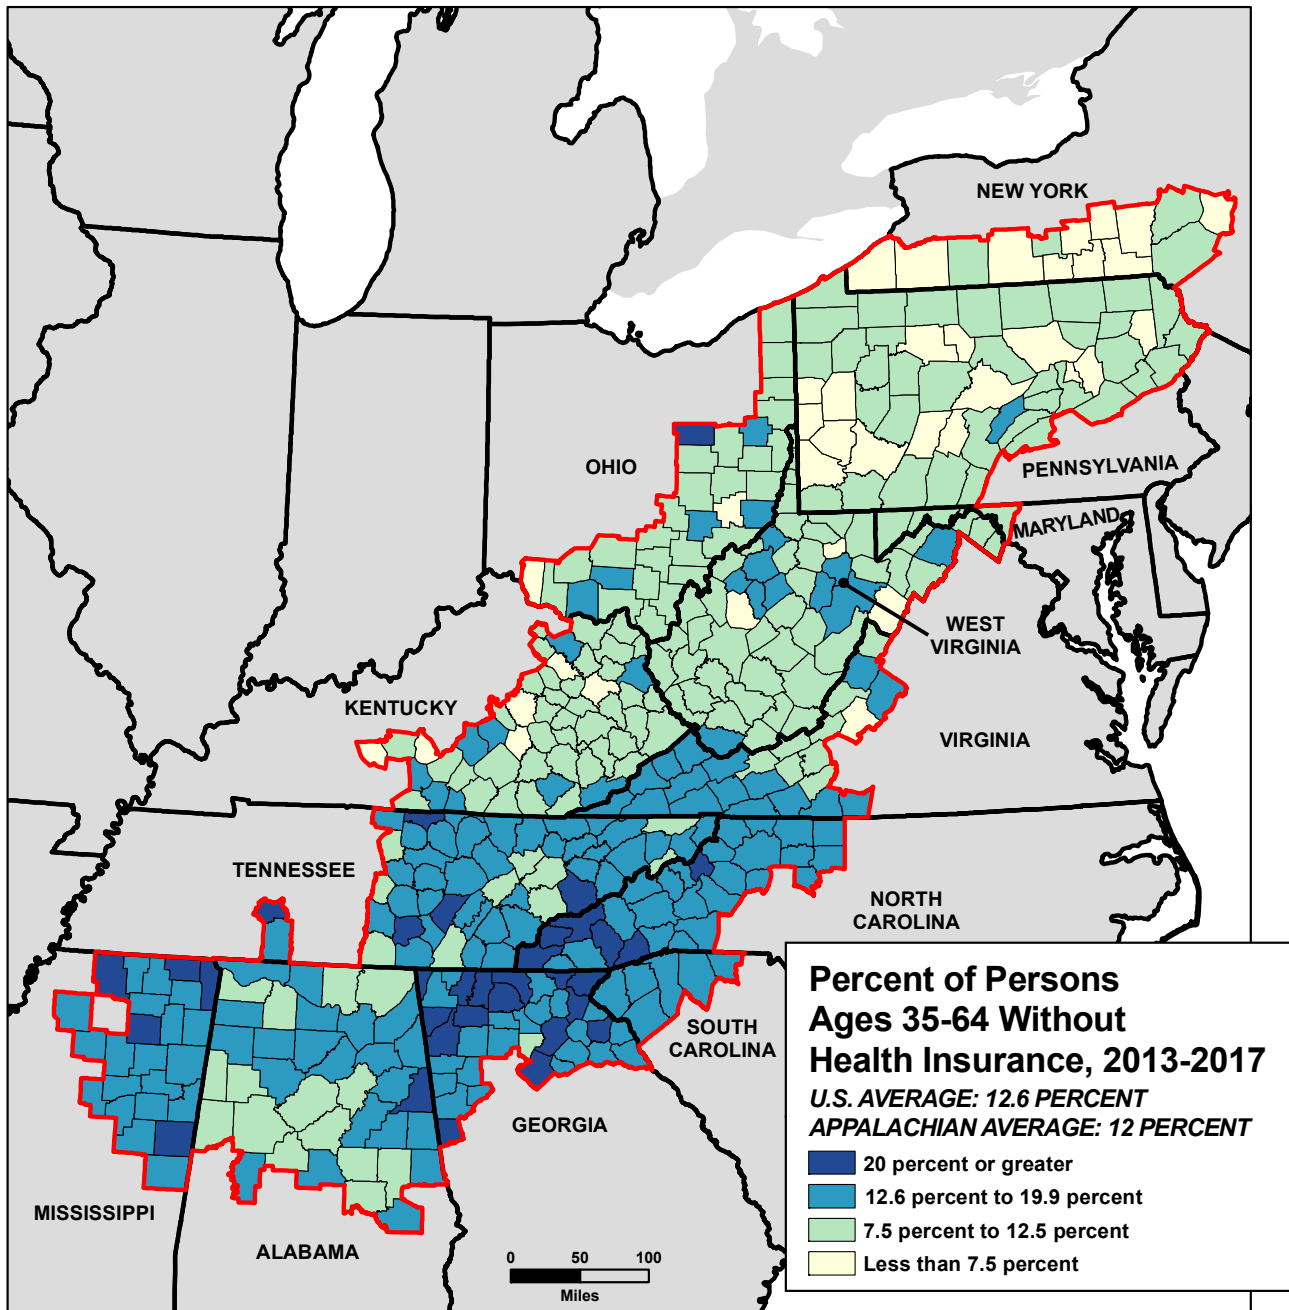 NEW YORK
OHIO
PENNSYLVANIA
MARYLAND
WEST
VIRGINIA
KENTUCKY
VIRGINIA
TENNESSEE
NORTH
CAROLINA
SOUTH
CAROLINA
GEORGIA
MISSISSIPPI
ALABAMA
0 50 100
Miles
Percent of Persons
Ages 35-64 Without
Health Insurance, 2013-2017
U.S. AVERAGE: 12.6 PERCENT
APPALACHIAN AVERAGE: 12 PERCENT
20 percent or greater
12.6 percent to 19.9 percent
7.5 percent to 12.5 percent
Less than 7.5 percent